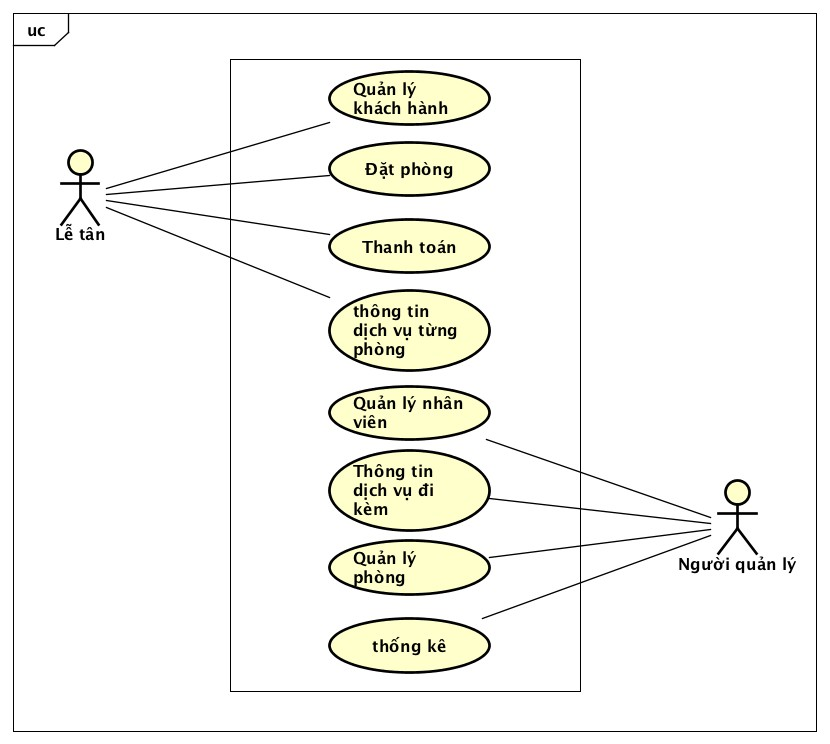 uc
Quản lý
khách hành
Đặt phòng
Lễ tân
Thanh toán
thông tin
dịch vụ từng
phòng
Quản lý nhân
viên
Thông tin
dịch vụ đi
kèm
Quản lý
phòng
Người quản lý
thống kê